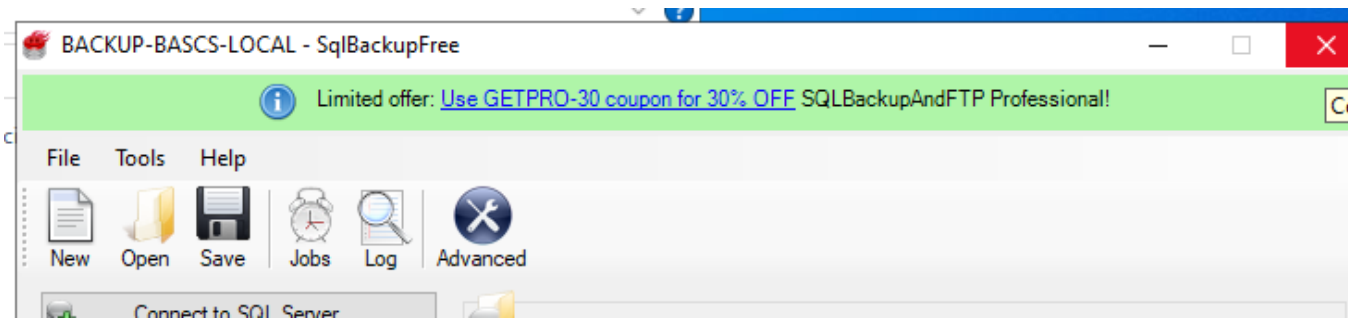 BACKUP-BASCS-LOCAL - SqlBackupFree
Limited offer: Use GETPRO-30 coupon for 30% OFF SQLBackupAndFTP Professional!
File Tools Help
New Open Save Jobs Log Advanced
Connect to SQL Server